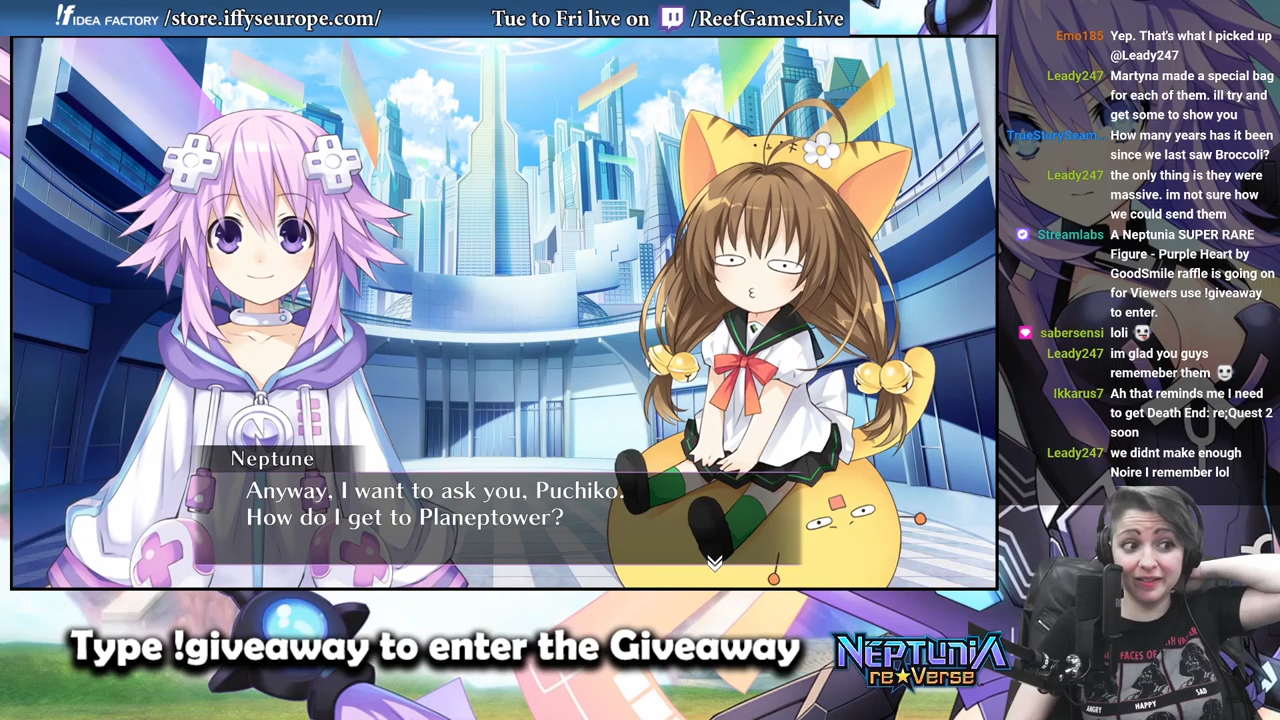 IF IDEA FACTORY /store.iffyseurope.com/
Tue to Fri live on /ReefGamesLive
Emo185 Yep. That's what I picked up
@Leady247
Leady247 Martyna made a special bag
for each of them. ill try and
get some to show you
TrueStorySeam... How many years has it been
since we last saw Broccoli?
Leady247 the only thing is they were
massive. im not sure how
we could send them
Streamlabs A Neptunia SUPER RARE
Figure - Purple Heart by
GoodSmile raffle is going on
for Viewers use !giveaway
to enter.
sabersensi loli
Leady247 im glad you guys
rememeber them
Ikkarus7 Ah that reminds me I need
to get Death End: re;Quest 2
soon
Leady247 we didnt make enough
Noire I remember lol
Neptune
Anyway, I want to ask you, Puchiko.
How do I get to Planeptower?
N
Type !giveaway to enter the Giveaway
NEPTUNIA
re★Verse
FACES OF
ANGRY HAPPY SAD